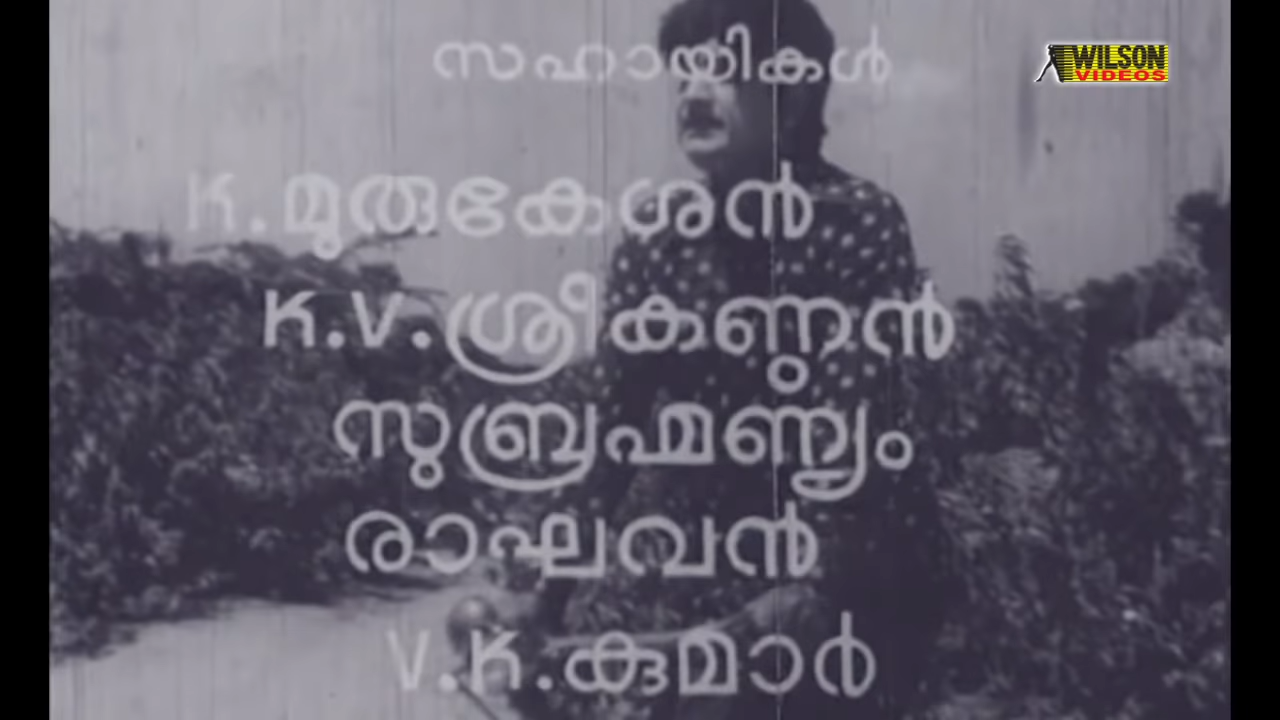 സഹായികൾ
WILSON
VIDEOS
K. മുരുകേശൻ
K.V. ശ്രീകണ്ഠൻ
സുബ്രഹ്മണ്യം
രാഘവൻ
V.K. കുമാർ